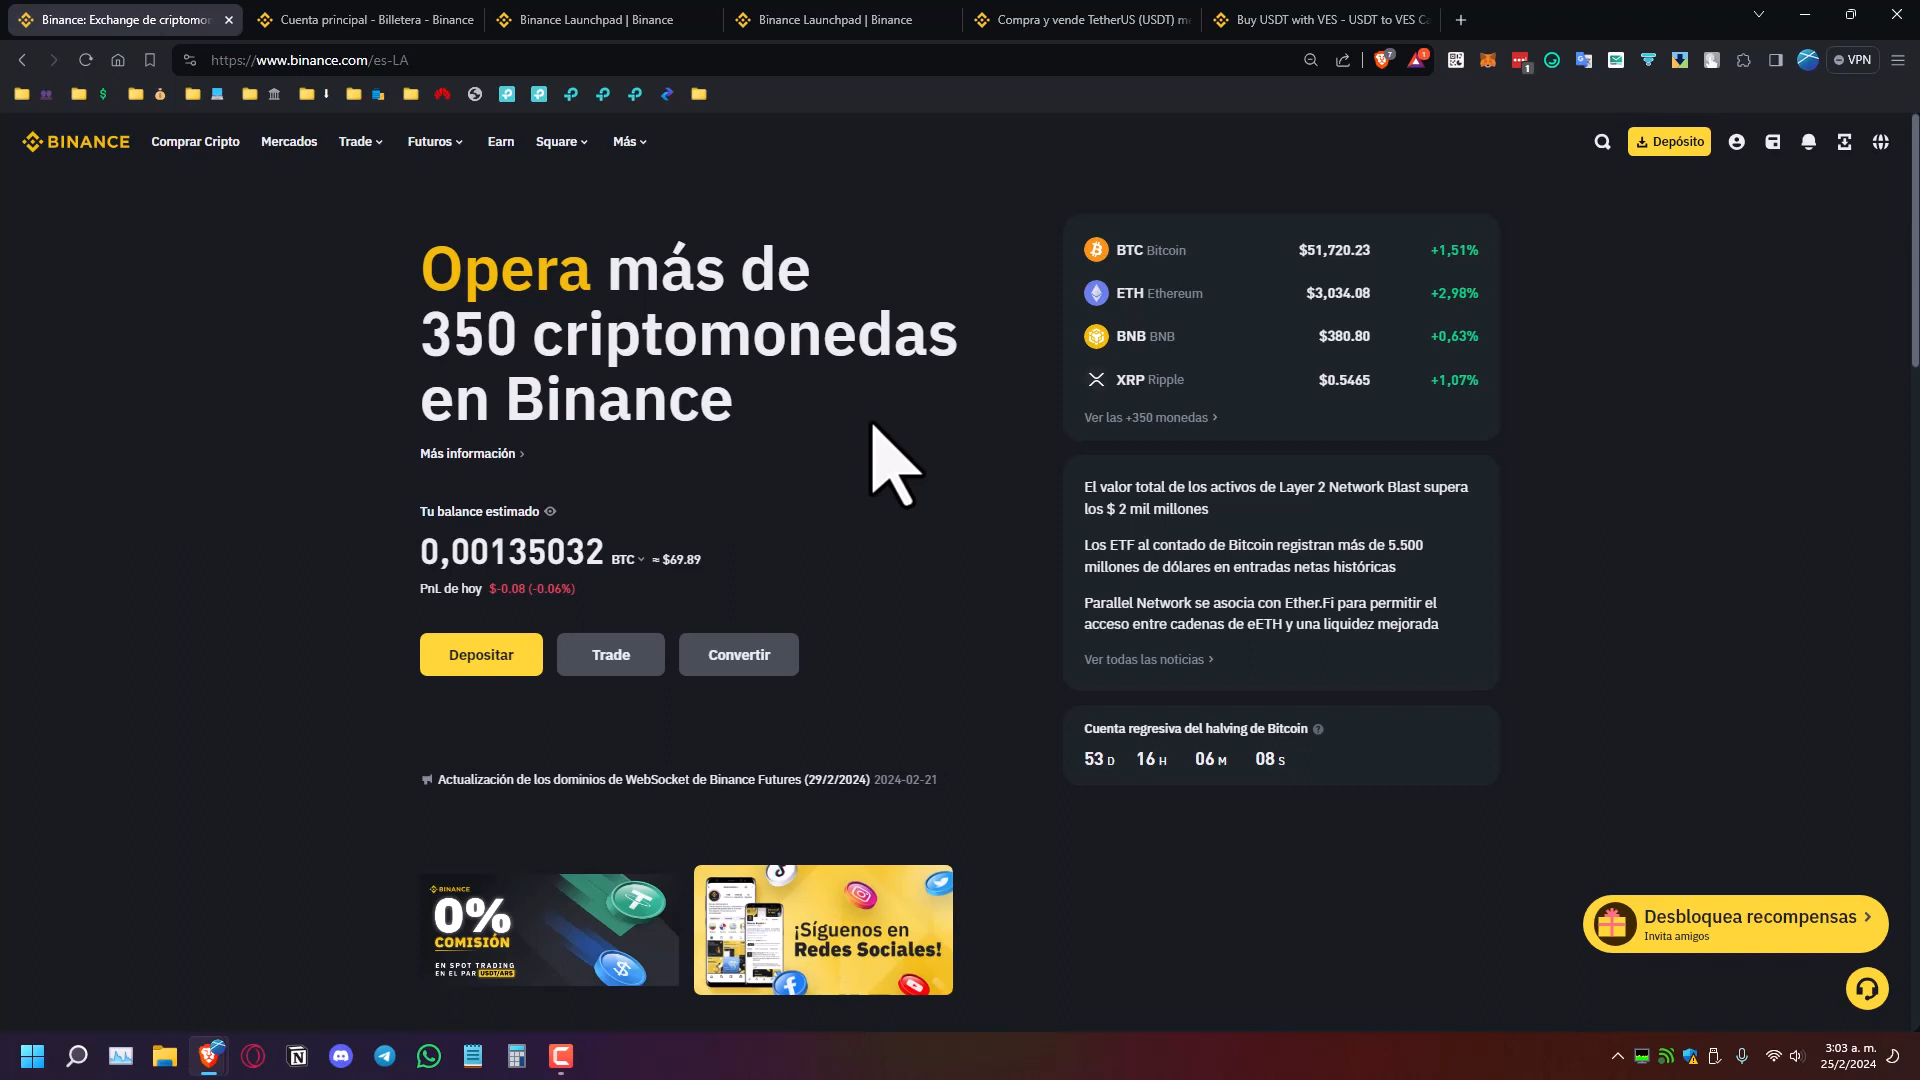 Binance: Exchange de criptomor
Cuenta principal - Billetera - Binance
Binance Launchpad | Binance
Binance Launchpad | Binance
Compra y vende TetherUS (USDT) m
Buy USDT with VES - USDT to VES Ca
https://www.binance.com/es-LA
7
1
1
VPN
BINANCE
Comprar Cripto
Mercados
Trade
Futuros
Earn
Square
Más
Depósito
Opera más de
350 criptomonedas
en Binance
Más información
Tu balance estimado
0,00135032 BTC ≈ $69.89
PnL de hoy $-0.08 (-0.06%)
Depositar
Trade
Convertir
Actualización de los dominios de WebSocket de Binance Futures (29/2/2024) 2024-02-21
BTC Bitcoin $51,720.23 +1,51%
ETH Ethereum $3,034.08 +2,98%
BNB BNB $380.80 +0,63%
XRP Ripple $0.5465 +1,07%
Ver las +350 monedas
El valor total de los activos de Layer 2 Network Blast supera
los $ 2 mil millones
Los ETF al contado de Bitcoin registran más de 5.500
millones de dólares en entradas netas históricas
Parallel Network se asocia con Ether.Fi para permitir el
acceso entre cadenas de eETH y una liquidez mejorada
Ver todas las noticias
Cuenta regresiva del halving de Bitcoin
53 D 16 H 06 M 08 S
BINANCE
0%
COMISIÓN
EN SPOT TRADING
EN EL PAR USDT/ARS
¡Síguenos en
Redes Sociales!
Desbloquea recompensas
Invita amigos
3:03 a. m.
25/2/2024